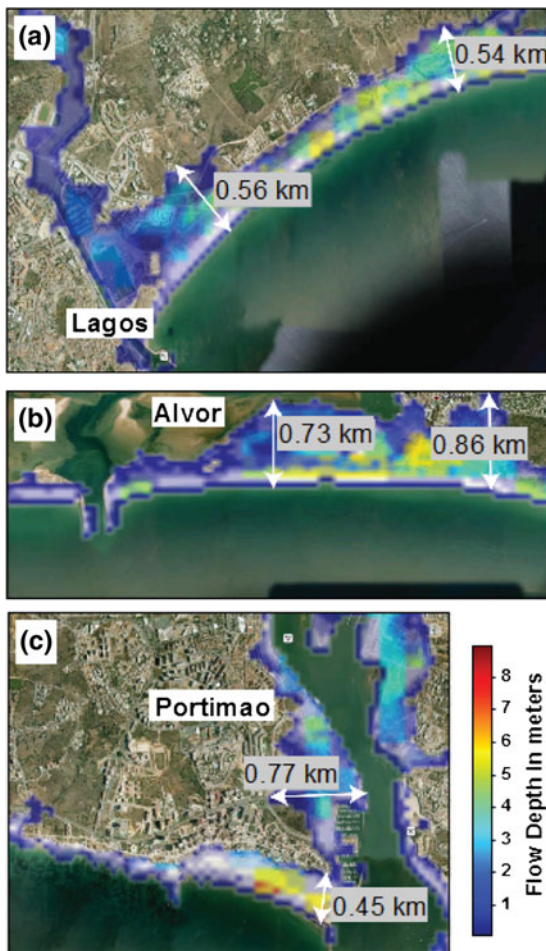 (a)
0.54 km
0.56 km
Lagos
(b)
Alvor
0.73 km
0.86 km
(c)
Portimao
0.77 km
0.45 km
8
7
6
5
4
3
2
1
Flow Depth In meters